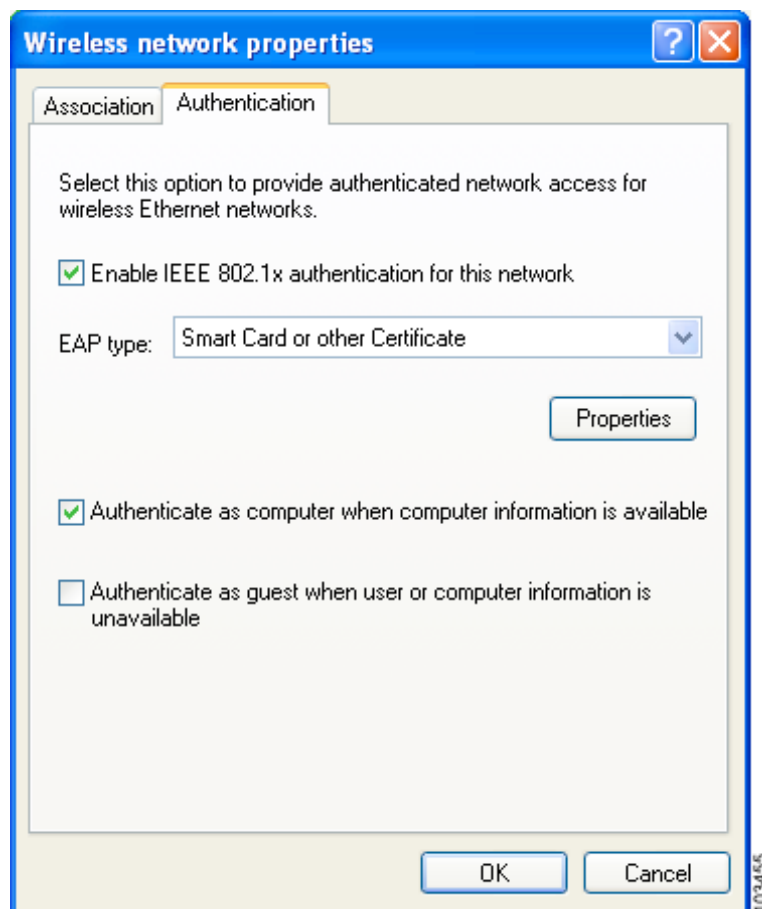 Wireless network properties
?
Association
Authentication
Select this option to provide authenticated network access for
wireless Ethernet networks.
Enable IEEE 802.1x authentication for this network
EAP type:
Smart Card or other Certificate
Properties
Authenticate as computer when computer information is available
Authenticate as guest when user or computer information is
unavailable
OK
Cancel
103455